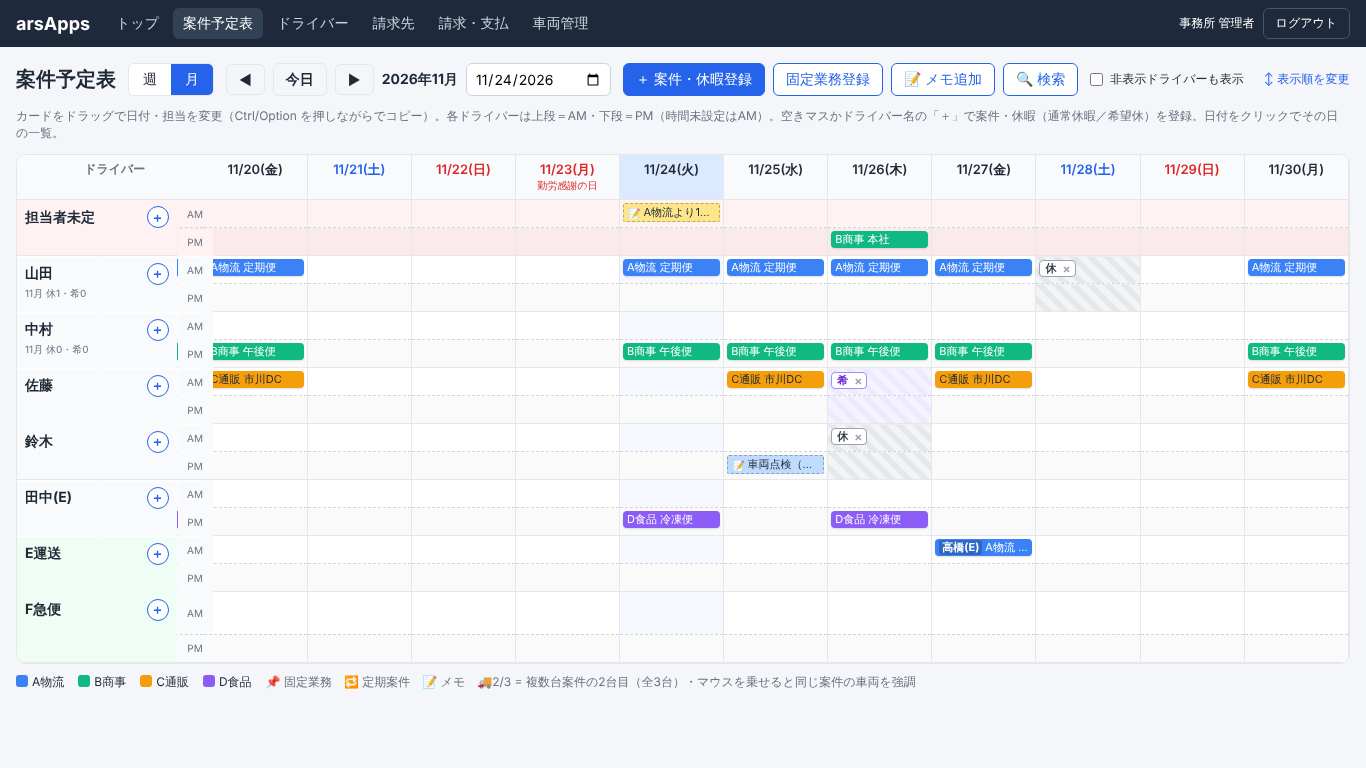 arsApps トップ 案件予定表 ドライバー 請求先 請求・支払 車両管理 事務所 管理者 ログアウト
案件予定表 週 月 ◀ 今日 ▶ 2026年11月 11/24/2026 ＋ 案件・休暇登録 固定業務登録 📝 メモ追加 🔍 検索 非表示ドライバーも表示 ↕ 表示順を変更
カードをドラッグで日付・担当を変更（Ctrl/Option を押しながらでコピー）。各ドライバーは上段＝AM・下段＝PM（時間未設定はAM）。空きマスかドライバー名の「＋」で案件・休暇（通常休暇／希望休）を登録。日付をクリックでその日
の一覧。
ドライバー 11/20(金) 11/21(土) 11/22(日) 11/23(月) 11/24(火) 11/25(水) 11/26(木) 11/27(金) 11/28(土) 11/29(日) 11/30(月)
勤労感謝の日
担当者未定 + AM 📝 A物流より1…
PM B商事 本社
山田 + AM A物流 定期便 A物流 定期便 A物流 定期便 A物流 定期便 A物流 定期便 休 × A物流 定期便
11月 休1・希0 PM
中村 + AM
11月 休0・希0 PM B商事 午後便 B商事 午後便 B商事 午後便 B商事 午後便 B商事 午後便 B商事 午後便
佐藤 + AM C通販 市川DC C通販 市川DC 希 × C通販 市川DC C通販 市川DC
PM
鈴木 + AM 休 ×
PM 📝 車両点検（…
田中(E) + AM
PM D食品 冷凍便 D食品 冷凍便
E運送 + AM 高橋(E) A物流 …
PM
F急便 + AM
PM
A物流 B商事 C通販 D食品 📌 固定業務 🔁 定期案件 📝 メモ 🚚2/3 = 複数台案件の2台目（全3台）・マウスを乗せると同じ案件の車両を強調